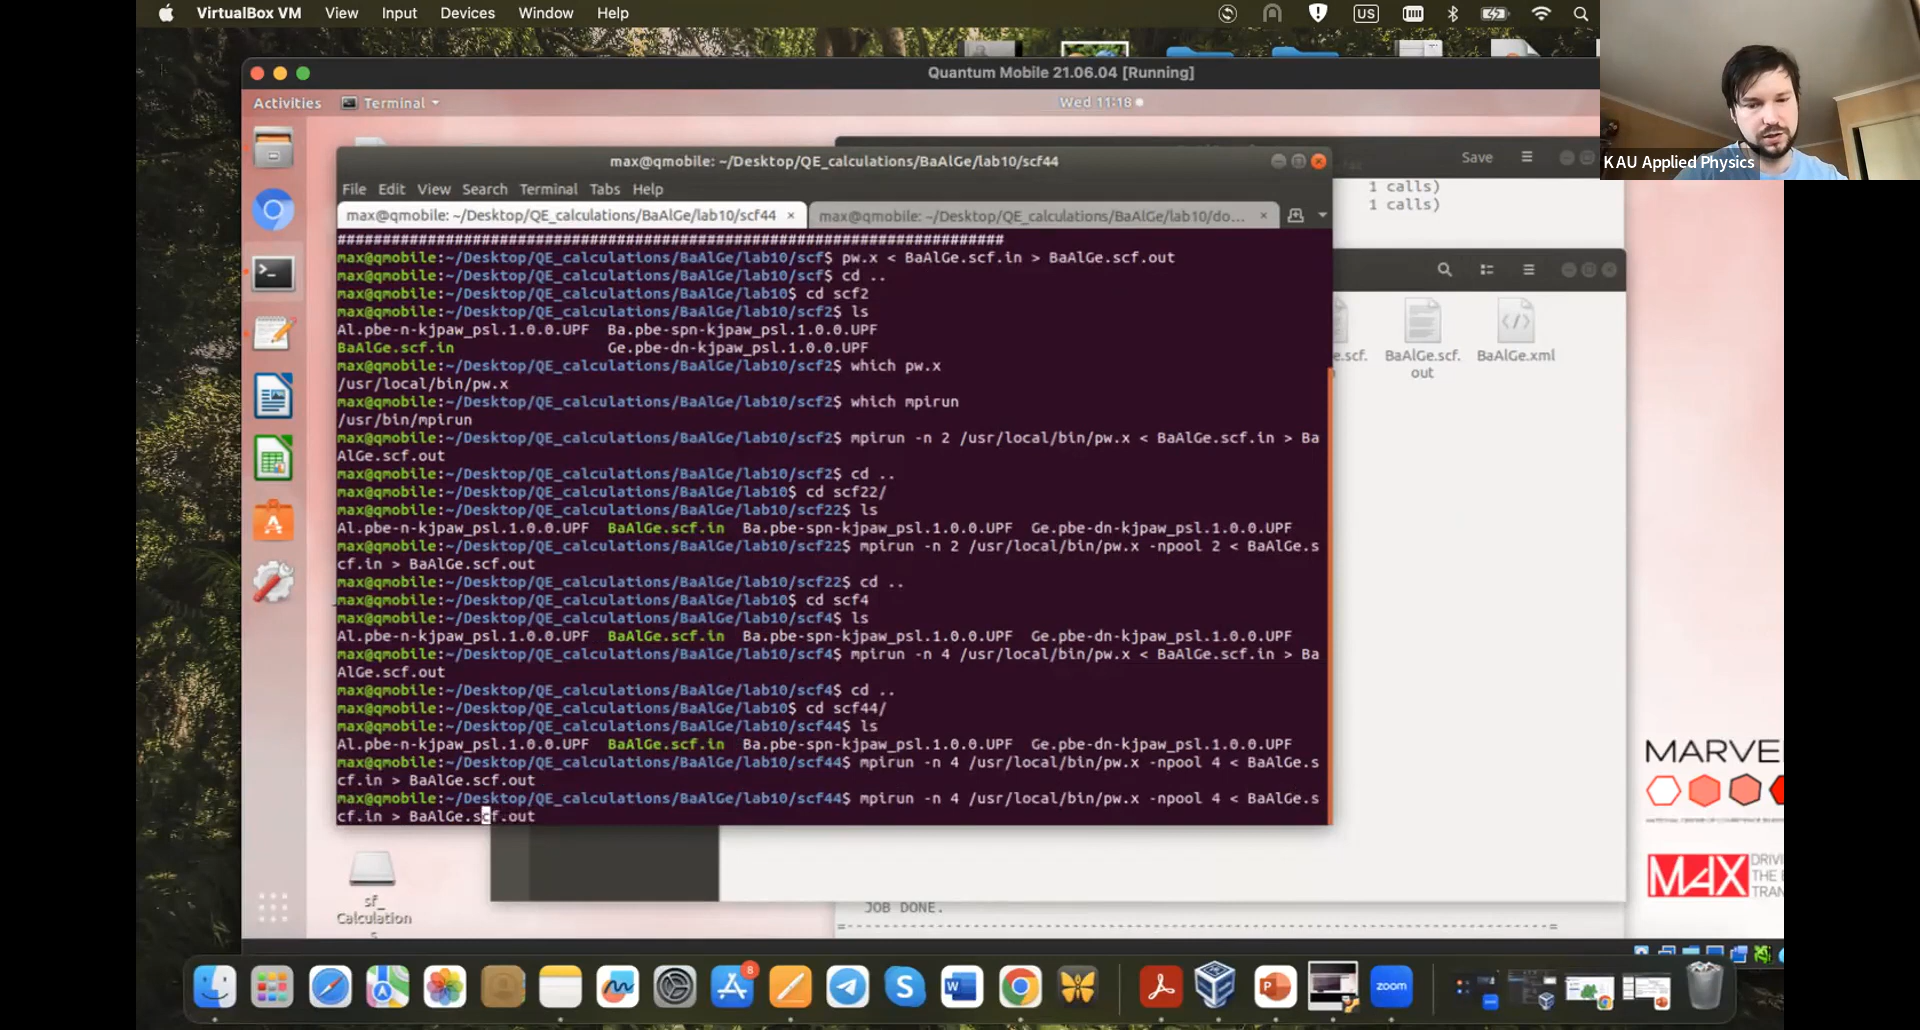 VirtualBox VM View Input Devices Window Help
US
Quantum Mobile 21.06.04 [Running]
Activities Terminal Wed 11:18
KAU Applied Physics
max@qmobile: ~/Desktop/QE_calculations/BaAlGe/lab10/scf44
Save
1 calls)
File Edit View Search Terminal Tabs Help
1 calls)
max@qmobile: ~/Desktop/QE_calculations/BaAlGe/lab10/scf44 × max@qmobile: ~/Desktop/QE_calculations/BaAlGe/lab10/do... ×
##########################################################################
max@qmobile:~/Desktop/QE_calculations/BaAlGe/lab10/scf$ pw.x < BaAlGe.scf.in > BaAlGe.scf.out
max@qmobile:~/Desktop/QE_calculations/BaAlGe/lab10/scf$ cd ..
max@qmobile:~/Desktop/QE_calculations/BaAlGe/lab10$ cd scf2
max@qmobile:~/Desktop/QE_calculations/BaAlGe/lab10/scf2$ ls
Al.pbe-n-kjpaw_psl.1.0.0.UPF Ba.pbe-spn-kjpaw_psl.1.0.0.UPF
BaAlGe.scf.in Ge.pbe-dn-kjpaw_psl.1.0.0.UPF
max@qmobile:~/Desktop/QE_calculations/BaAlGe/lab10/scf2$ which pw.x
/usr/local/bin/pw.x
max@qmobile:~/Desktop/QE_calculations/BaAlGe/lab10/scf2$ which mpirun
/usr/bin/mpirun
max@qmobile:~/Desktop/QE_calculations/BaAlGe/lab10/scf2$ mpirun -n 2 /usr/local/bin/pw.x < BaAlGe.scf.in > Ba
AlGe.scf.out
max@qmobile:~/Desktop/QE_calculations/BaAlGe/lab10/scf2$ cd ..
max@qmobile:~/Desktop/QE_calculations/BaAlGe/lab10$ cd scf22/
max@qmobile:~/Desktop/QE_calculations/BaAlGe/lab10/scf22$ ls
Al.pbe-n-kjpaw_psl.1.0.0.UPF BaAlGe.scf.in Ba.pbe-spn-kjpaw_psl.1.0.0.UPF Ge.pbe-dn-kjpaw_psl.1.0.0.UPF
max@qmobile:~/Desktop/QE_calculations/BaAlGe/lab10/scf22$ mpirun -n 2 /usr/local/bin/pw.x -npool 2 < BaAlGe.s
cf.in > BaAlGe.scf.out
max@qmobile:~/Desktop/QE_calculations/BaAlGe/lab10/scf22$ cd ..
max@qmobile:~/Desktop/QE_calculations/BaAlGe/lab10$ cd scf4
max@qmobile:~/Desktop/QE_calculations/BaAlGe/lab10/scf4$ ls
Al.pbe-n-kjpaw_psl.1.0.0.UPF BaAlGe.scf.in Ba.pbe-spn-kjpaw_psl.1.0.0.UPF Ge.pbe-dn-kjpaw_psl.1.0.0.UPF
max@qmobile:~/Desktop/QE_calculations/BaAlGe/lab10/scf4$ mpirun -n 4 /usr/local/bin/pw.x < BaAlGe.scf.in > Ba
AlGe.scf.out
max@qmobile:~/Desktop/QE_calculations/BaAlGe/lab10/scf4$ cd ..
max@qmobile:~/Desktop/QE_calculations/BaAlGe/lab10$ cd scf44/
max@qmobile:~/Desktop/QE_calculations/BaAlGe/lab10/scf44$ ls
Al.pbe-n-kjpaw_psl.1.0.0.UPF BaAlGe.scf.in Ba.pbe-spn-kjpaw_psl.1.0.0.UPF Ge.pbe-dn-kjpaw_psl.1.0.0.UPF
max@qmobile:~/Desktop/QE_calculations/BaAlGe/lab10/scf44$ mpirun -n 4 /usr/local/bin/pw.x -npool 4 < BaAlGe.s
cf.in > BaAlGe.scf.out
max@qmobile:~/Desktop/QE_calculations/BaAlGe/lab10/scf44$ mpirun -n 4 /usr/local/bin/pw.x -npool 4 < BaAlGe.s
cf.in > BaAlGe.scf.out
e.scf. BaAlGe.scf. BaAlGe.xml
out
MARVE
MAX DRIVI
THE E
TRAN
sf_
Calculation
s
JOB DONE.
=------------------------------------------------------------------------------=
8
zoom